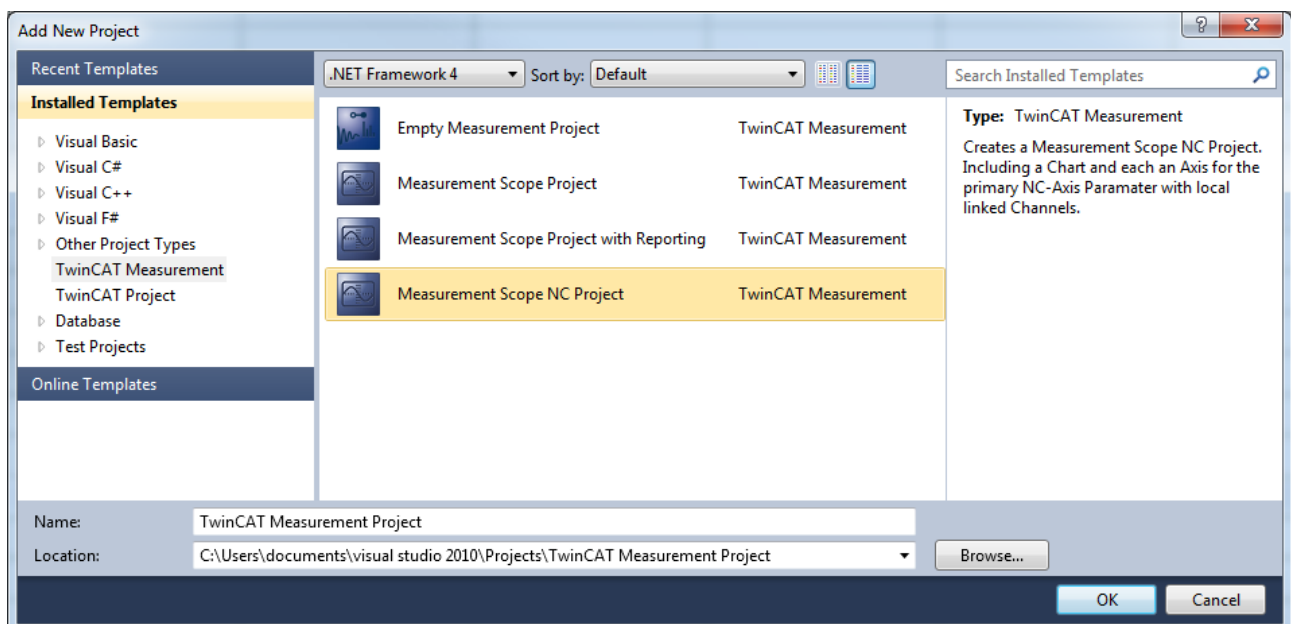 Add New Project
Recent Templates
Installed Templates
Visual Basic
Visual C#
Visual C++
Visual F#
Other Project Types
TwinCAT Measurement
TwinCAT Project
Database
Test Projects
Online Templates
.NET Framework 4
Sort by: Default
Empty Measurement Project TwinCAT Measurement
Measurement Scope Project TwinCAT Measurement
Measurement Scope Project with Reporting TwinCAT Measurement
Measurement Scope NC Project TwinCAT Measurement
Search Installed Templates
Type: TwinCAT Measurement
Creates a Measurement Scope NC Project.
Including a Chart and each an Axis for the
primary NC-Axis Paramater with local
linked Channels.
Name: TwinCAT Measurement Project
Location: C:\Users\documents\visual studio 2010\Projects\TwinCAT Measurement Project
Browse...
OK Cancel